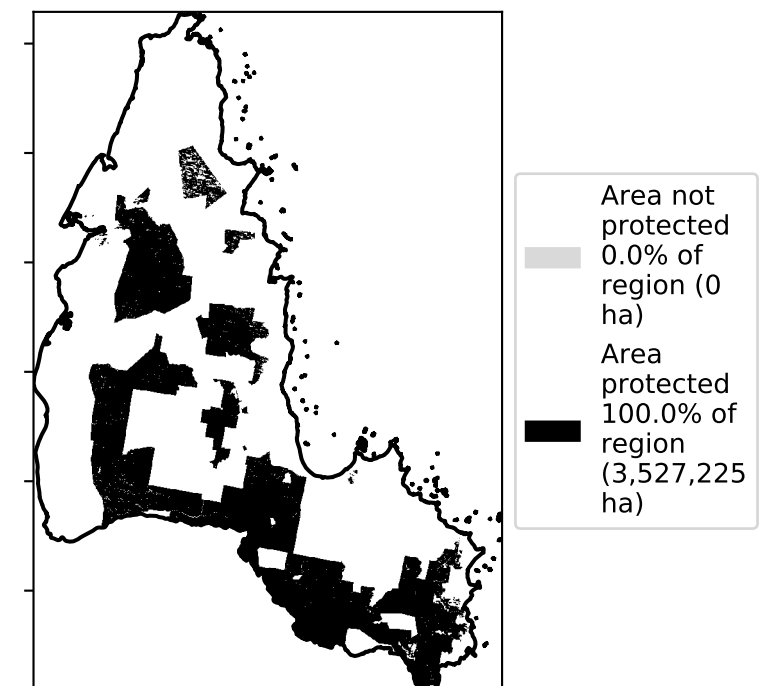 Area not
protected
0.0% of
region (0
ha)
Area
protected
100.0% of
region
(3,527,225
ha)